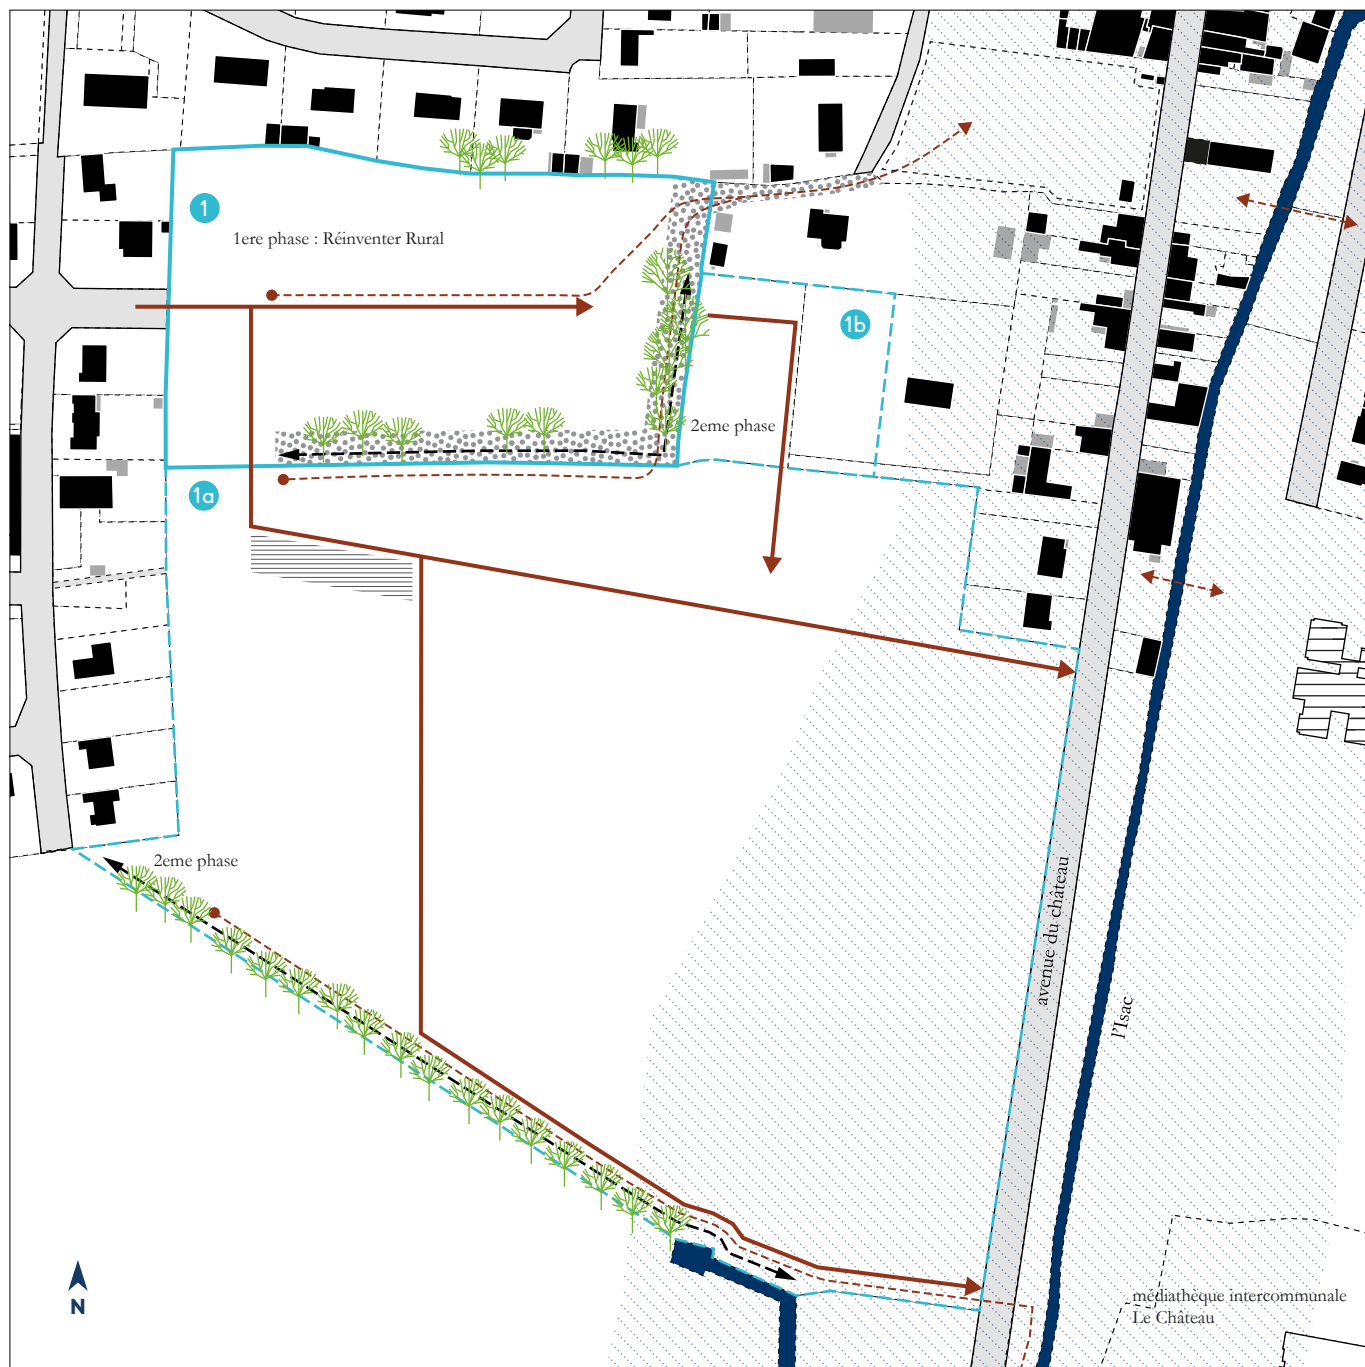 1
1ere phase : Réinventer Rural
1b
2eme phase
1a
2eme phase
avenue du château
l'Isac
N
médiathèque intercommunale
Le Château